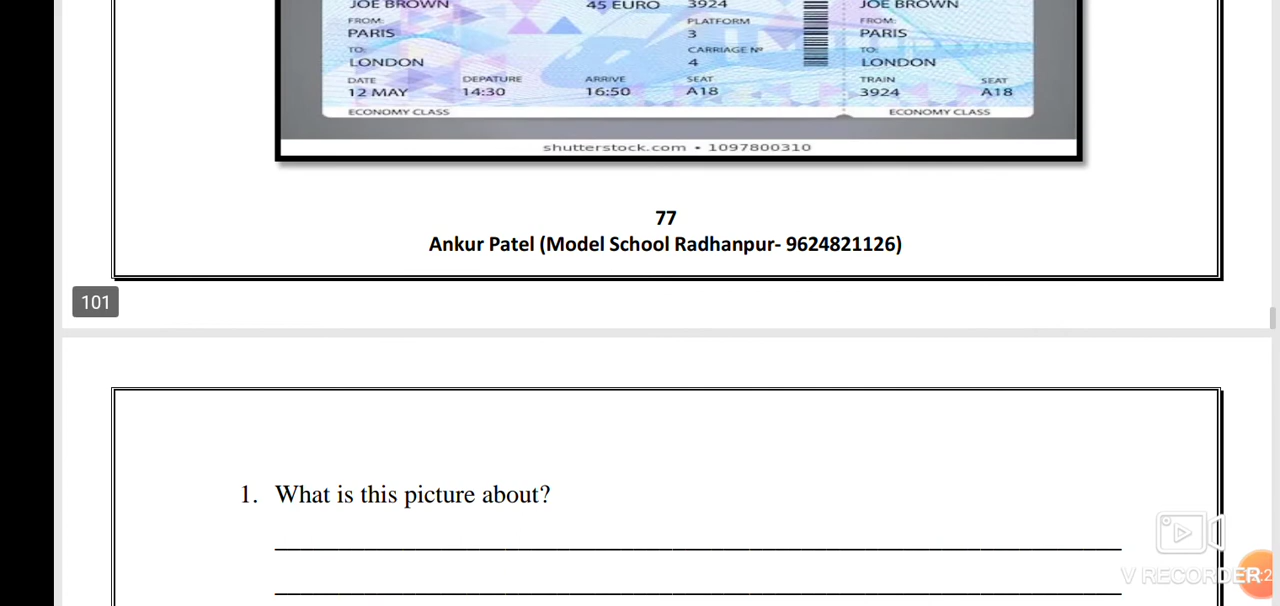 JOE BROWN 45 EURO 3924 JOE BROWN
FROM: PLATFORM FROM:
PARIS 3 PARIS
TO: CARRIAGE Nº TO:
LONDON 4 LONDON
DATE DEPATURE ARRIVE SEAT TRAIN SEAT
12 MAY 14:30 16:50 A18 3924 A18
ECONOMY CLASS ECONOMY CLASS
shutterstock.com • 1097800310
77
Ankur Patel (Model School Radhanpur- 9624821126)
101
1. What is this picture about?
V RECORDER